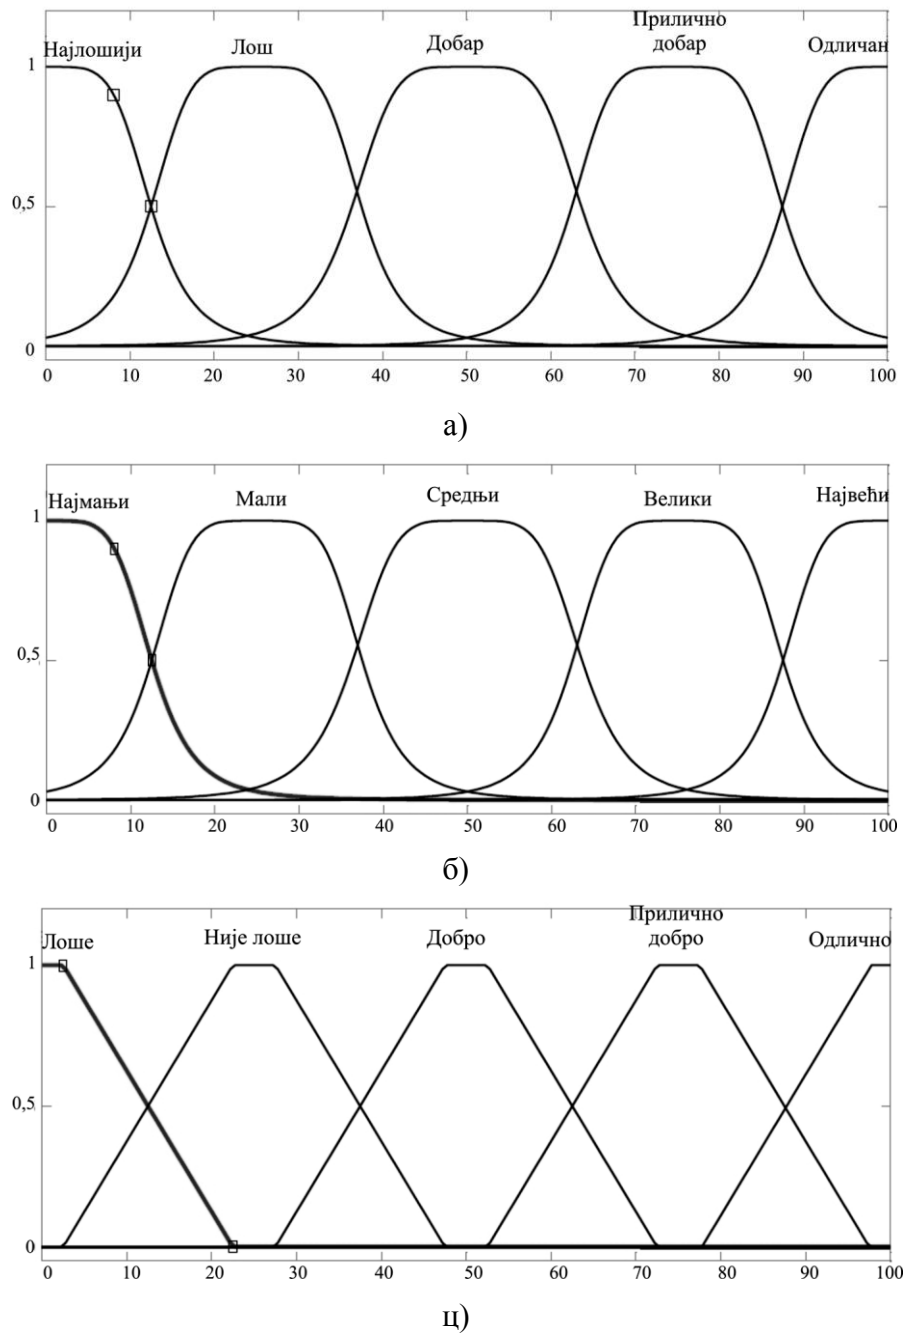 Прилично
Најлошији Лош Добар добар Одличан
1
0,5
0
0 10 20 30 40 50 60 70 80 90 100
а)
Најмањи Мали Средњи Велики Највећи
1
0,5
0
0 10 20 30 40 50 60 70 80 90 100
б)
Прилично
Лоше Није лоше Добро добро Одлично
1
0,5
0
0 10 20 30 40 50 60 70 80 90 100
ц)